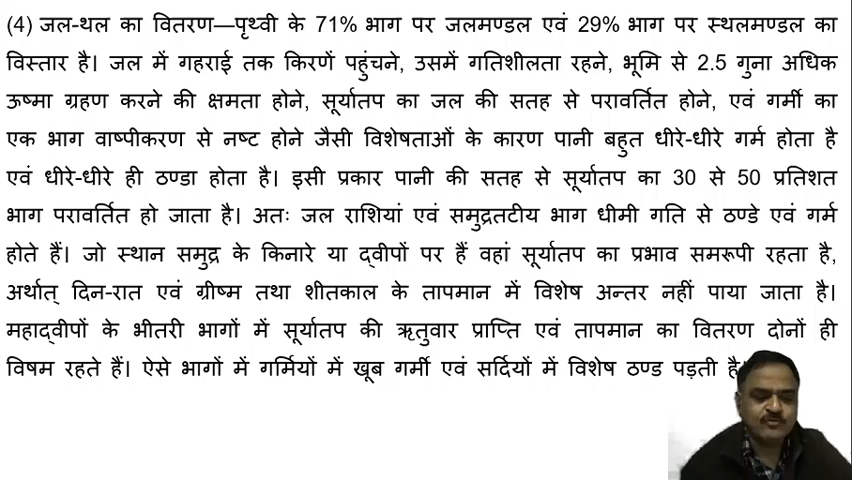 (4) जल-थल का वितरण—पृथ्वी के 71% भाग पर जलमण्डल एवं 29% भाग पर स्थलमण्डल का
विस्तार है। जल में गहराई तक किरणें पहुंचने, उसमें गतिशीलता रहने, भूमि से 2.5 गुना अधिक
ऊष्मा ग्रहण करने की क्षमता होने, सूर्यातप का जल की सतह से परावर्तित होने, एवं गर्मी का
एक भाग वाष्पीकरण से नष्ट होने जैसी विशेषताओं के कारण पानी बहुत धीरे-धीरे गर्म होता है
एवं धीरे-धीरे ही ठण्डा होता है। इसी प्रकार पानी की सतह से सूर्यातप का 30 से 50 प्रतिशत
भाग परावर्तित हो जाता है। अतः जल राशियां एवं समुद्रतटीय भाग धीमी गति से ठण्डे एवं गर्म
होते हैं। जो स्थान समुद्र के किनारे या द्वीपों पर हैं वहां सूर्यातप का प्रभाव समरूपी रहता है,
अर्थात् दिन-रात एवं ग्रीष्म तथा शीतकाल के तापमान में विशेष अन्तर नहीं पाया जाता है।
महाद्वीपों के भीतरी भागों में सूर्यातप की ऋतुवार प्राप्ति एवं तापमान का वितरण दोनों ही
विषम रहते हैं। ऐसे भागों में गर्मियों में खूब गर्मी एवं सर्दियों में विशेष ठण्ड पड़ती है